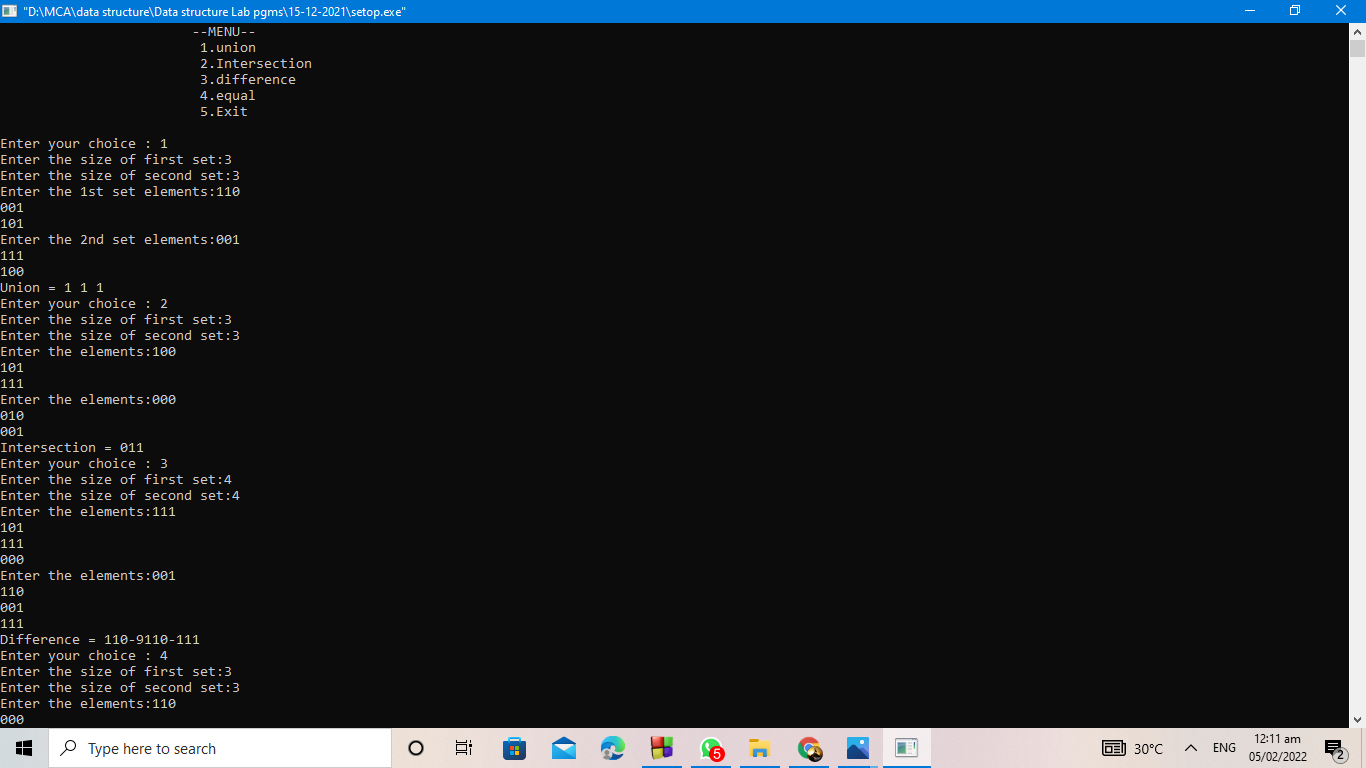 "D:\MCA\data structure\Data structure Lab pgms\15-12-2021\setop.exe"
--MENU--
1.union
2.Intersection
3.difference
4.equal
5.Exit
Enter your choice : 1
Enter the size of first set:3
Enter the size of second set:3
Enter the 1st set elements:110
001
101
Enter the 2nd set elements:001
111
100
Union = 1 1 1
Enter your choice : 2
Enter the size of first set:3
Enter the size of second set:3
Enter the elements:100
101
111
Enter the elements:000
010
001
Intersection = 011
Enter your choice : 3
Enter the size of first set:4
Enter the size of second set:4
Enter the elements:111
101
111
000
Enter the elements:001
110
001
111
Difference = 110-9110-111
Enter your choice : 4
Enter the size of first set:3
Enter the size of second set:3
Enter the elements:110
000
Type here to search
5
30°C
ENG
12:11 am
05/02/2022
2